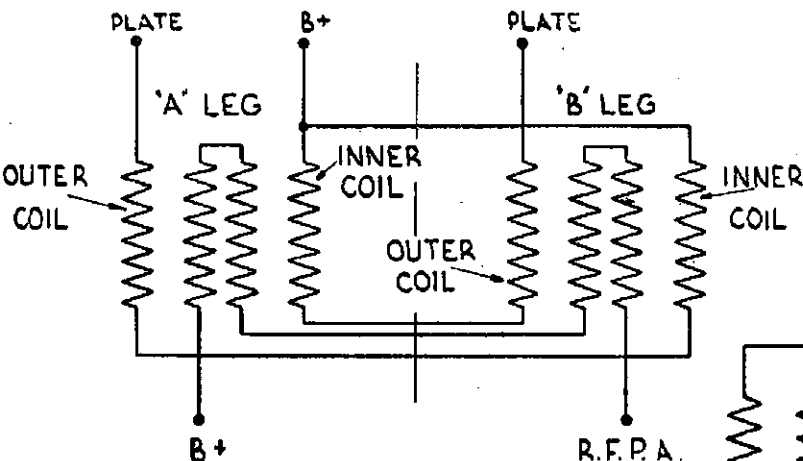 PLATE
B+
PLATE
'A' LEG
'B' LEG
OUTER
COIL
INNER
COIL
INNER
COIL
OUTER
COIL
B+
R.F.P.A.